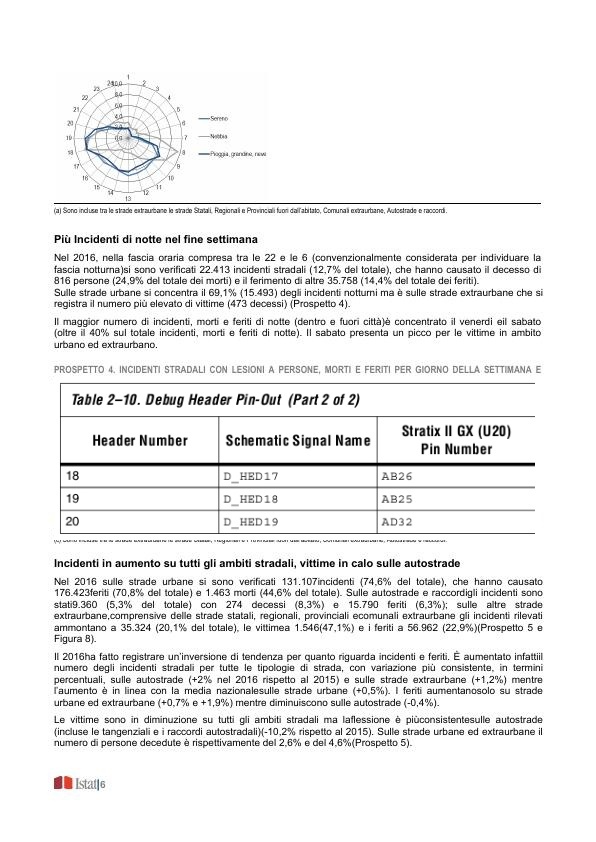 1
2
3
4
5
6
7
8
9
10
11
12
13
14
15
16
17
18
19
20
21
22
23
24
10,0
8,0
6,0
4,0
2,0
0,0
Sereno
Nebbia
Pioggia, grandine, neve
(a) Sono incluse tra le strade extraurbane le strade Statali, Regionali e Provinciali fuori dall'abitato, Comunali extraurbane, Autostrade e raccordi.
Più Incidenti di notte nel fine settimana
Nel 2016, nella fascia oraria compresa tra le 22 e le 6 (convenzionalmente considerata per individuare la
fascia notturna)si sono verificati 22.413 incidenti stradali (12,7% del totale), che hanno causato il decesso di
816 persone (24,9% del totale dei morti) e il ferimento di altre 35.758 (14,4% del totale dei feriti).
Sulle strade urbane si concentra il 69,1% (15.493) degli incidenti notturni ma è sulle strade extraurbane che si
registra il numero più elevato di vittime (473 decessi) (Prospetto 4).
Il maggior numero di incidenti, morti e feriti di notte (dentro e fuori città)è concentrato il venerdi eil sabato
(oltre il 40% sul totale incidenti, morti e feriti di notte). Il sabato presenta un picco per le vittime in ambito
urbano ed extraurbano.
PROSPETTO 4. INCIDENTI STRADALI CON LESIONI A PERSONE, MORTI E FERITI PER GIORNO DELLA SETTIMANA E
Table 2–10. Debug Header Pin-Out (Part 2 of 2)
Header Number Schematic Signal Name Stratix II GX (U20)
Pin Number
18 D_HED17 AB26
19 D_HED18 AB25
20 D_HED19 AD32
Incidenti in aumento su tutti gli ambiti stradali, vittime in calo sulle autostrade
Nel 2016 sulle strade urbane si sono verificati 131.107incidenti (74,6% del totale), che hanno causato
176.423feriti (70,8% del totale) e 1.463 morti (44,6% del totale). Sulle autostrade e raccordigli incidenti sono
stati9.360 (5,3% del totale) con 274 decessi (8,3%) e 15.790 feriti (6,3%); sulle altre strade
extraurbane,comprensive delle strade statali, regionali, provinciali ecomunali extraurbane gli incidenti rilevati
ammontano a 35.324 (20,1% del totale), le vittimea 1.546(47,1%) e i feriti a 56.962 (22,9%)(Prospetto 5 e
Figura 8).
Il 2016ha fatto registrare un'inversione di tendenza per quanto riguarda incidenti e feriti. È aumentato infattiil
numero degli incidenti stradali per tutte le tipologie di strada, con variazione più consistente, in termini
percentuali, sulle autostrade (+2% nel 2016 rispetto al 2015) e sulle strade extraurbane (+1,2%) mentre
l'aumento è in linea con la media nazionalesulle strade urbane (+0,5%). I feriti aumentanosolo su strade
urbane ed extraurbane (+0,7% e +1,9%) mentre diminuiscono sulle autostrade (-0,4%).
Le vittime sono in diminuzione su tutti gli ambiti stradali ma laflessione è piùconsistentesulle autostrade
(incluse le tangenziali e i raccordi autostradali)(-10,2% rispetto al 2015). Sulle strade urbane ed extraurbane il
numero di persone decedute è rispettivamente del 2,6% e del 4,6%(Prospetto 5).
Istat|6